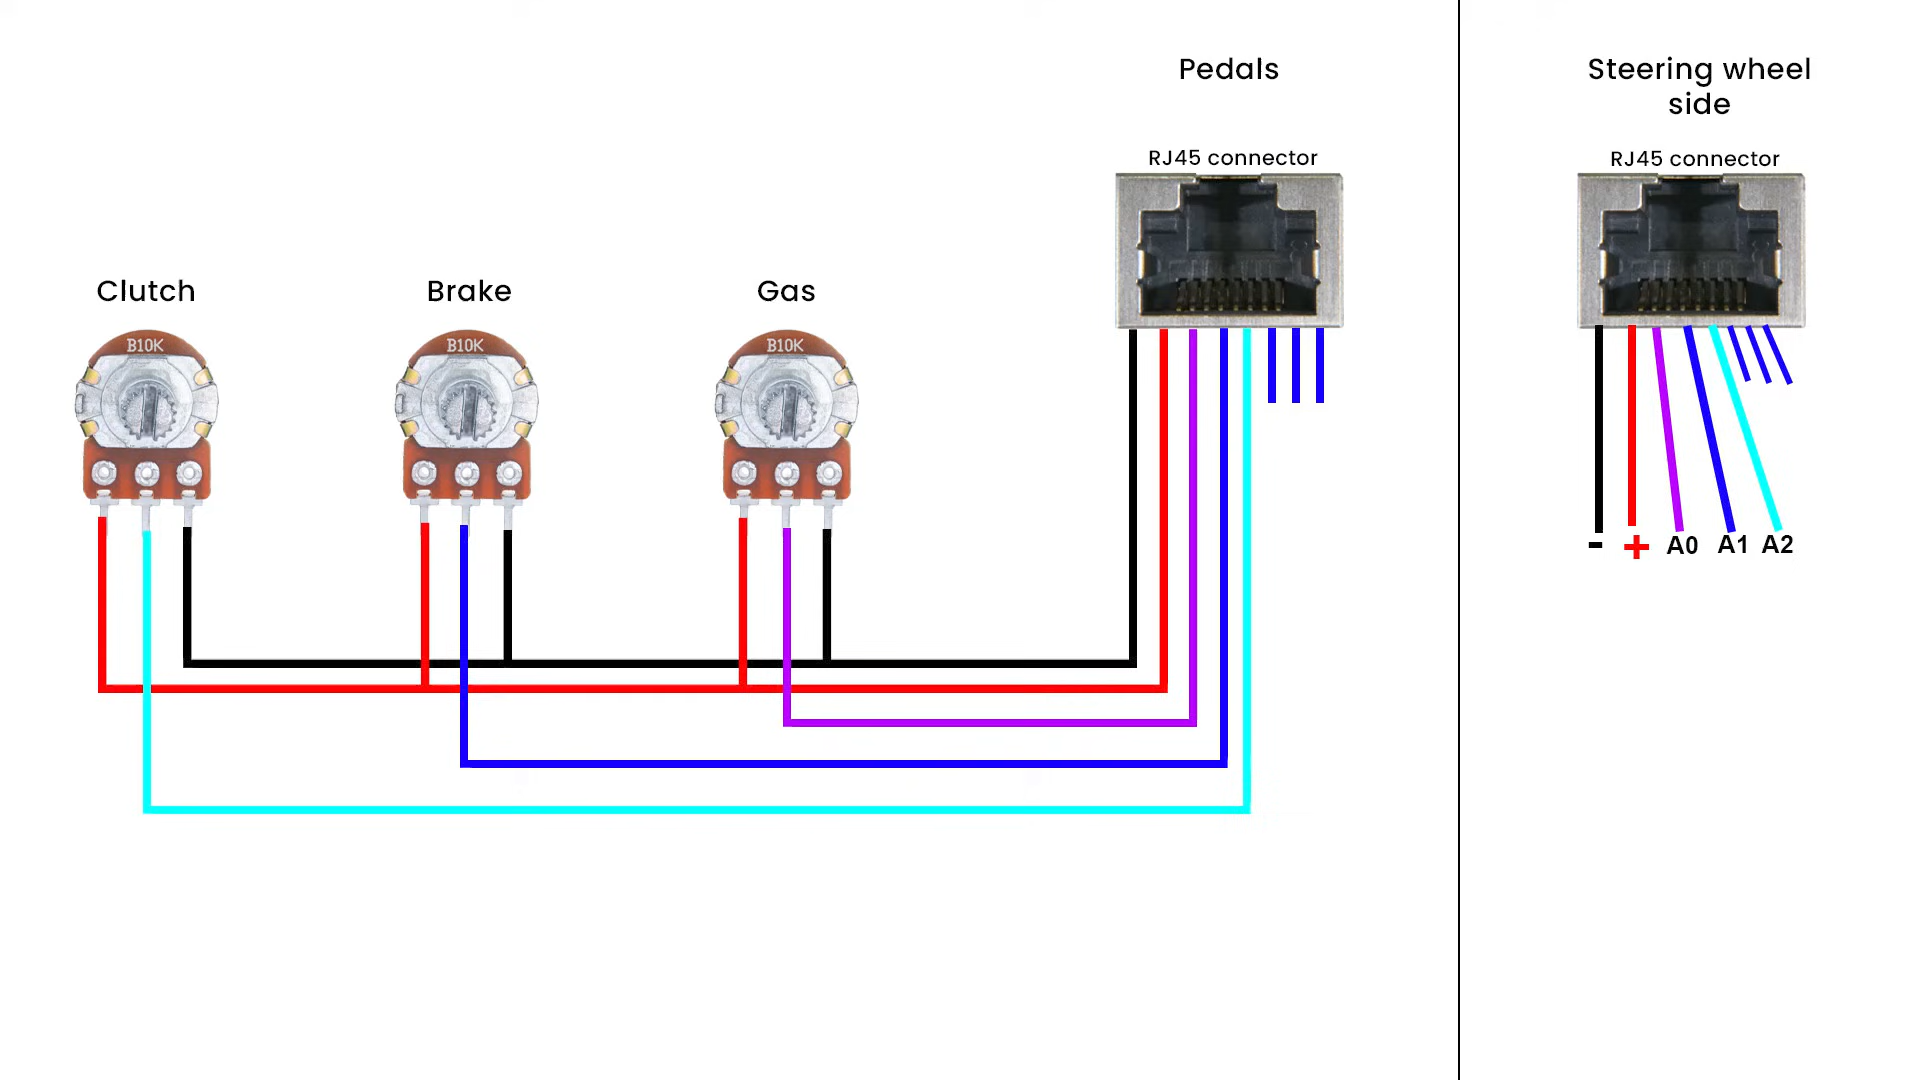 Pedals
Steering wheel
side
RJ45 connector
RJ45 connector
Clutch
Brake
Gas
B10K
B10K
B10K
- + A0 A1 A2